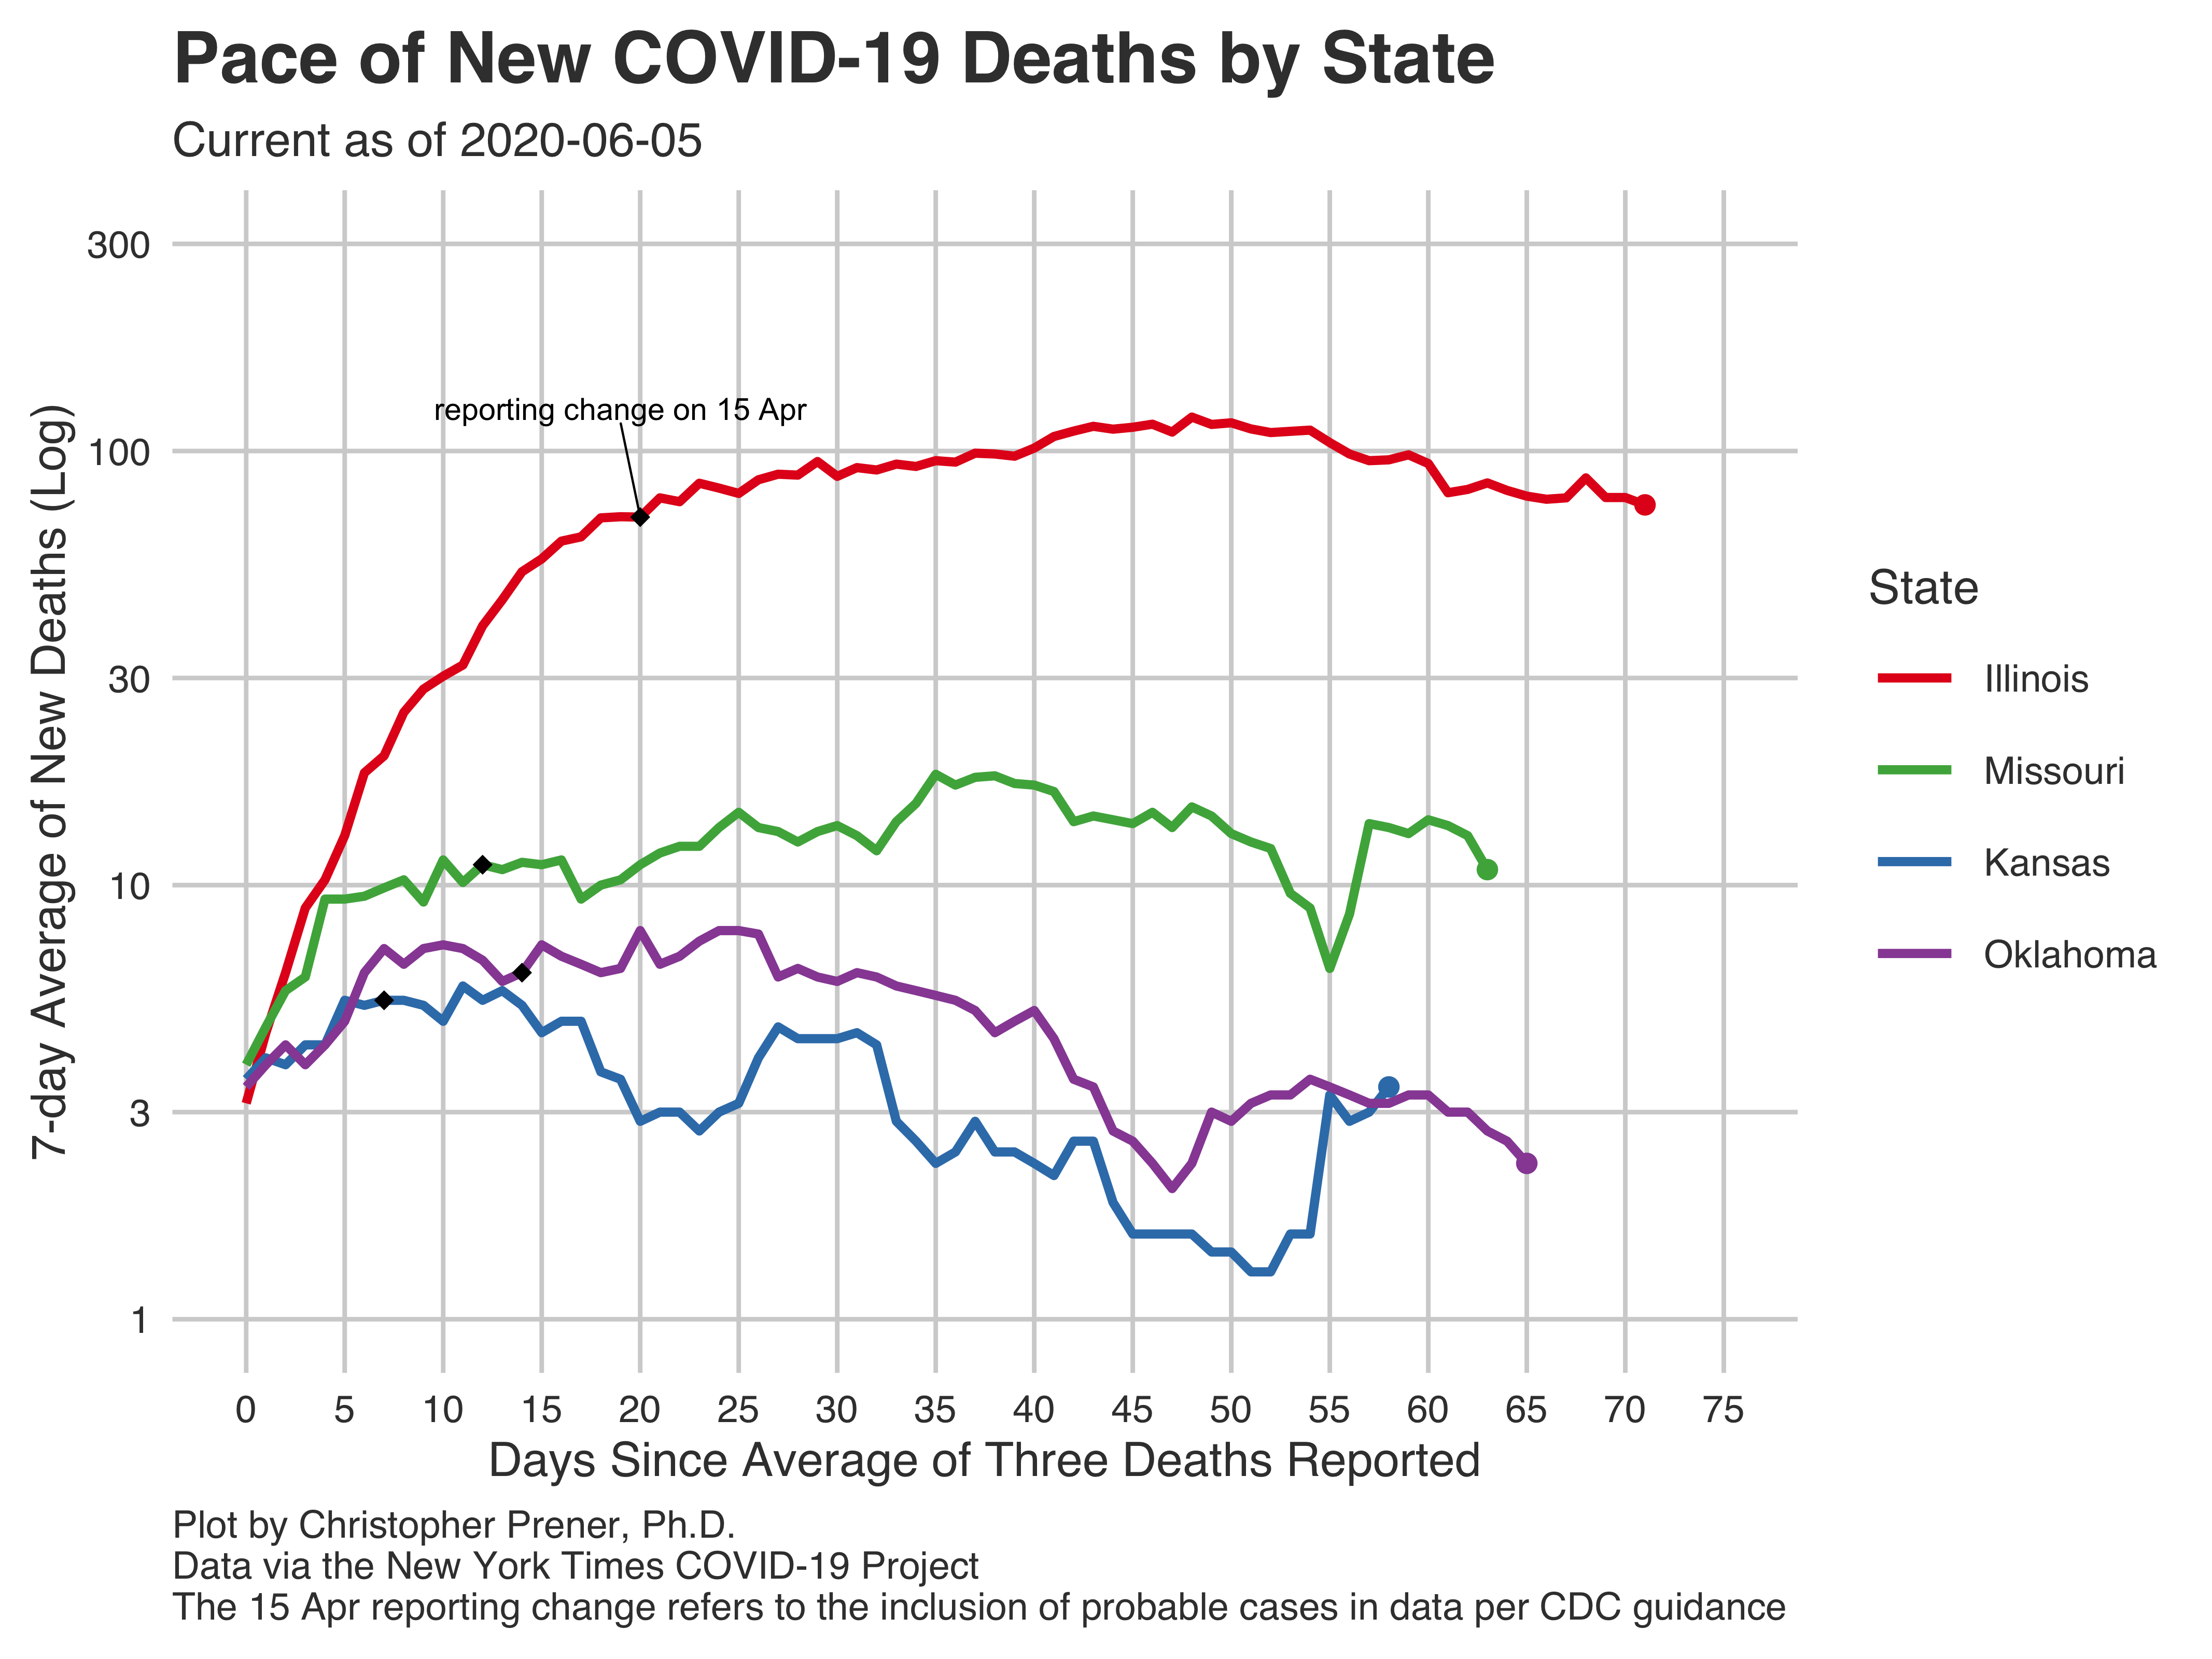 Pace of New COVID-19 Deaths by State
Current as of 2020-06-05
7-day Average of New Deaths (Log)
300
100
30
10
3
1
reporting change on 15 Apr
State
Illinois
Missouri
Kansas
Oklahoma
0 5 10 15 20 25 30 35 40 45 50 55 60 65 70 75
Days Since Average of Three Deaths Reported
Plot by Christopher Prener, Ph.D.
Data via the New York Times COVID-19 Project
The 15 Apr reporting change refers to the inclusion of probable cases in data per CDC guidance